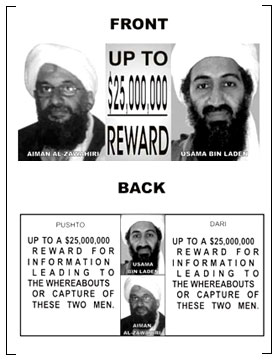 FRONT
UP TO
$25,000,000
REWARD
AIMAN AL-ZAWAHIRI
USAMA BIN LADEN
BACK
PUSHTO
UP TO A $25,000,000
REWARD FOR
INFORMATION
LEADING TO
THE WHEREABOUTS
OR CAPTURE OF
THESE TWO MEN.
USAMA
BIN LADEN
AIMAN
AL-ZAWAHIRI
DARI
UP TO A $25,000,000
REWARD FOR
INFORMATION
LEADING TO
THE WHEREABOUTS
OR CAPTURE OF
THESE TWO MEN.